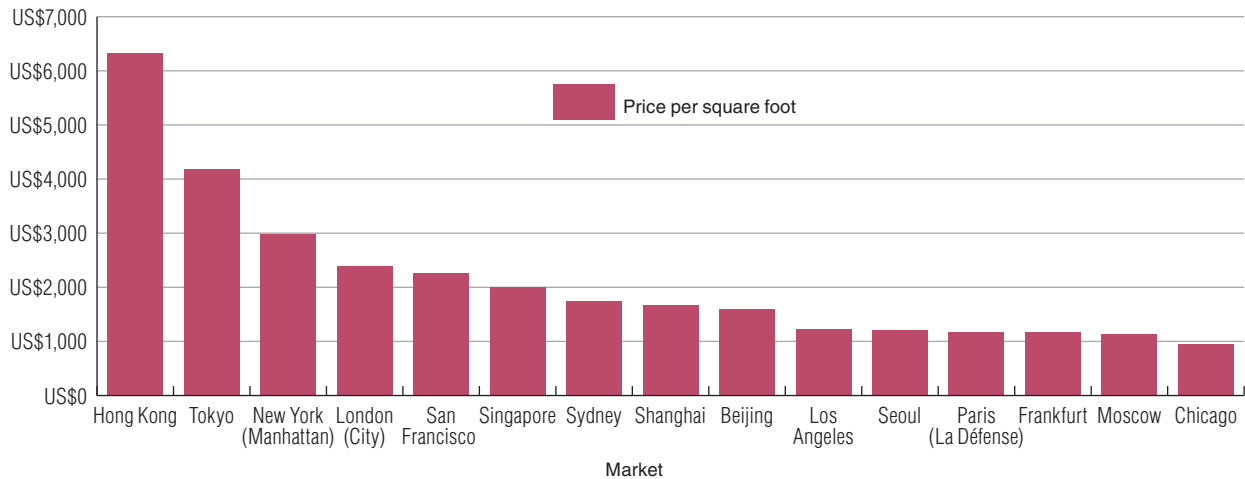 US$7,000
US$6,000
US$5,000
US$4,000
US$3,000
US$2,000
US$1,000
US$0
Price per square foot
Hong Kong
Tokyo
New York
(Manhattan)
London
(City)
San
Francisco
Singapore
Sydney
Shanghai
Beijing
Los
Angeles
Seoul
Paris
(La Défense)
Frankfurt
Moscow
Chicago
Market